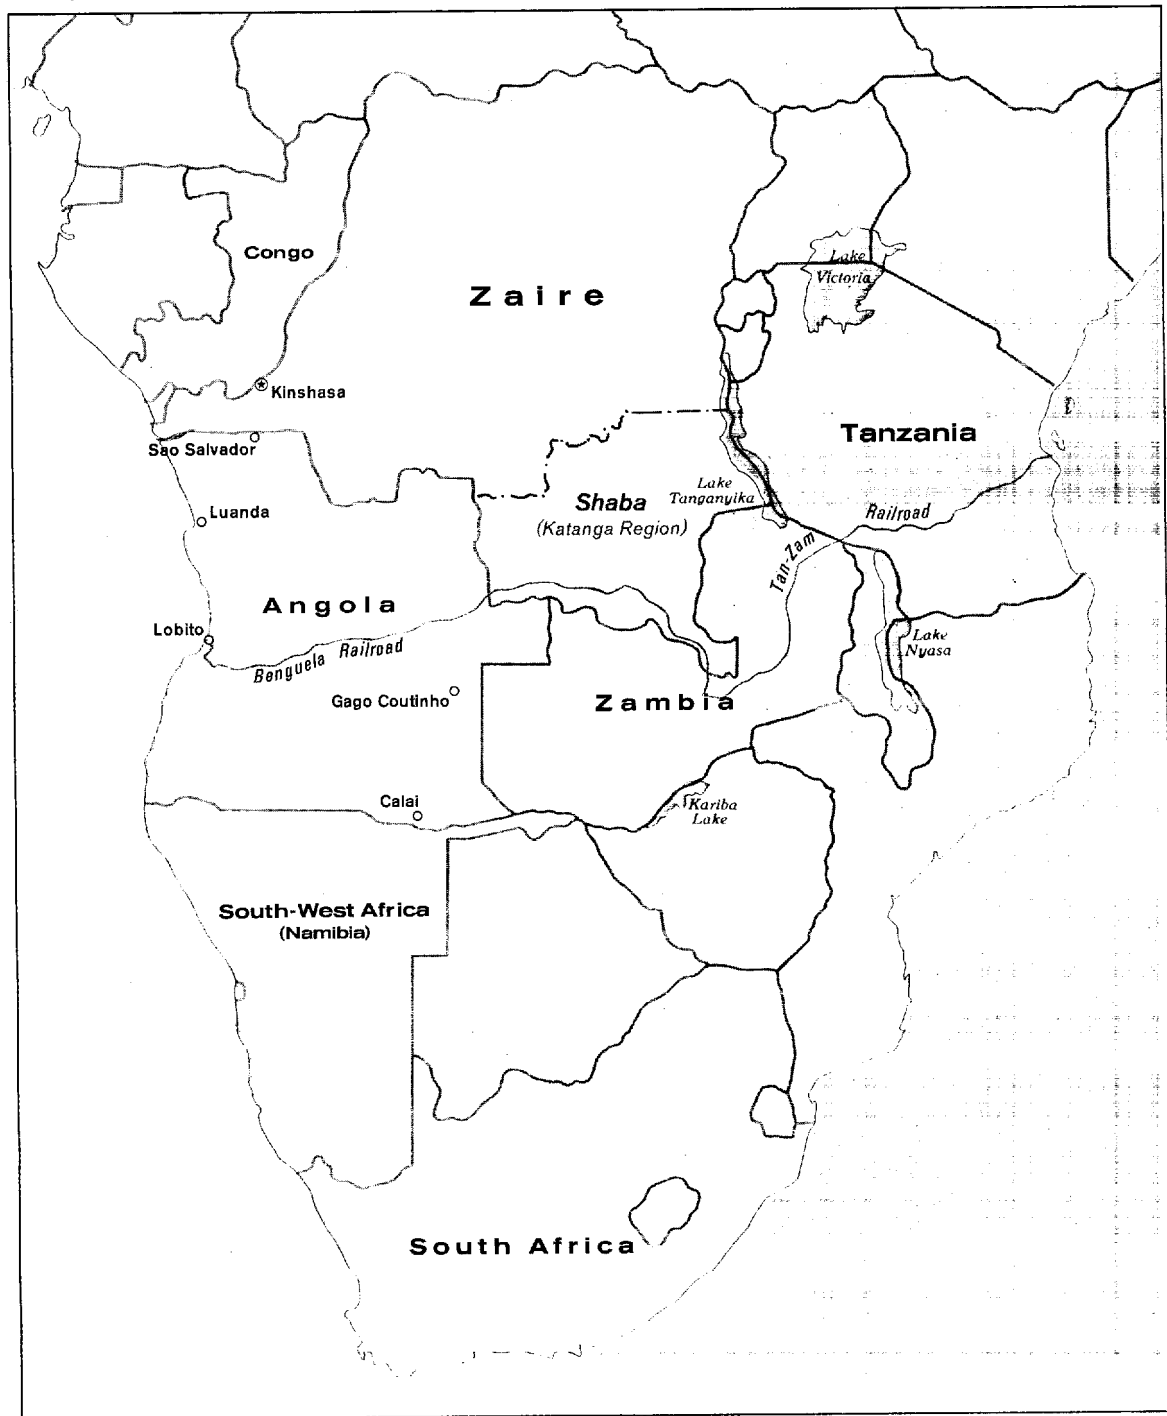 Lake
Victoria
Congo
Zaire
Kinshasa
Tanzania
Sao Salvador
Lake
Tanganyika
Shaba
(Katanga Region)
Luanda
Railroad
Tan-Zam
Angola
Lobito
Benguela Railroad
Lake
Nyasa
Gago Coutinho
Zambia
Calai
Kariba
Lake
South-West Africa
(Namibia)
South Africa